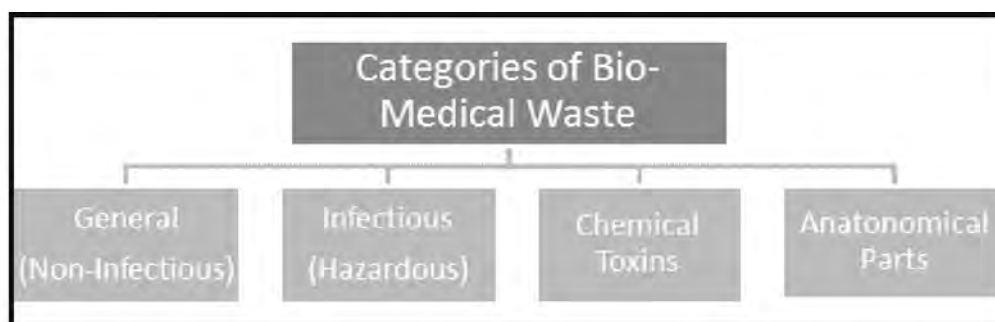 Categories of Bio-
Medical Waste
General
(Non-Infectious)
Infectious
(Hazardous)
Chemical
Toxins
Anatonomical
Parts